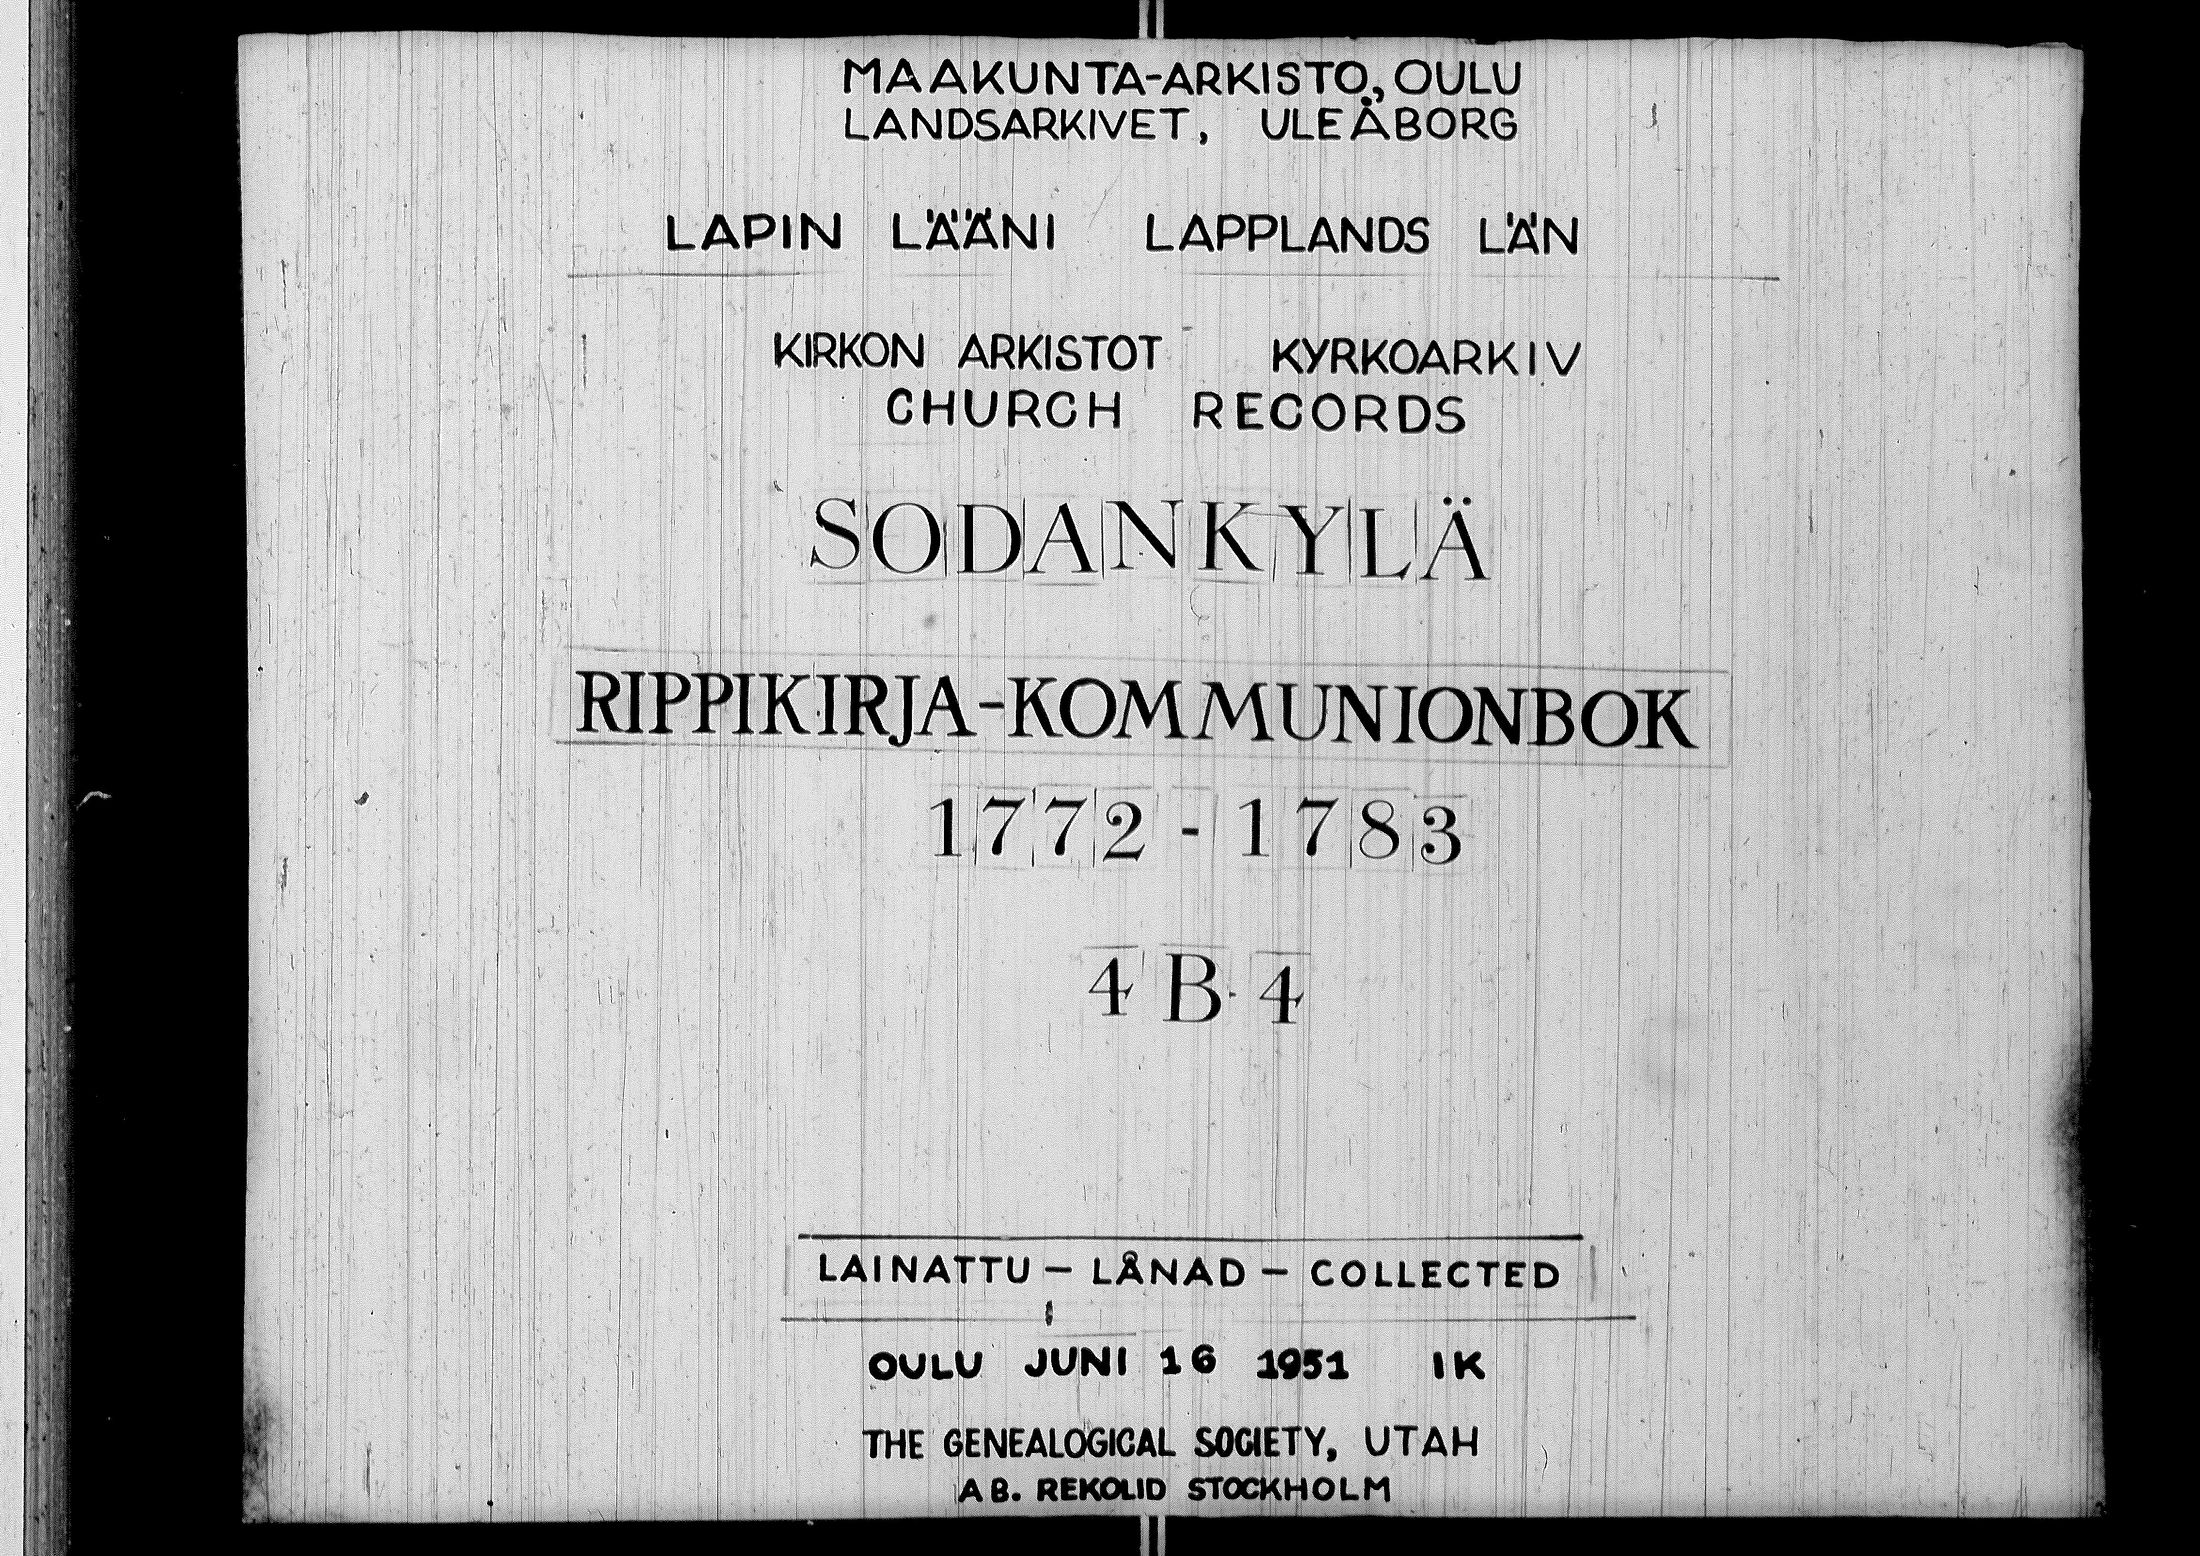 MAAKUNTA-ARKISTO, OULU
LANDSARKIVET, ULEÅBORG
LAPIN LÄÄNI LAPPLANDS LÄN
KIRKON ARKISTOT KYRKOARKIV
CHURCH RECORDS
SODANKYLÄ
RIPPIKIRJA-KOMMUNIONBOK
1772-1783
4 B 4
LAINATTU - LÅNAD - COLLECTED
OULU JUNI 16 1951 IK
THE GENEALOGICAL SOCIETY, UTAH
AB. REKOLID STOCKHOLM